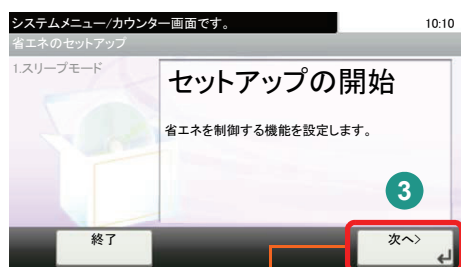 システムメニュー/カウンター画面です。 10:10
省エネのセットアップ
1.スリープモード
セットアップの開始
省エネを制御する機能を設定します。
3
終了 次へ>